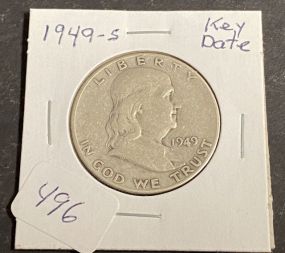 1949-S
Key
Date
LIBERTY
1949
IN GOD WE TRUST
496